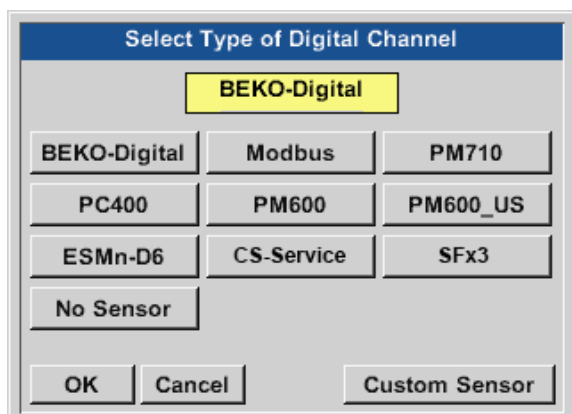 Select Type of Digital Channel
BEKO-Digital
BEKO-Digital Modbus PM710
PC400 PM600 PM600_US
ESMn-D6 CS-Service SFx3
No Sensor
OK Cancel Custom Sensor